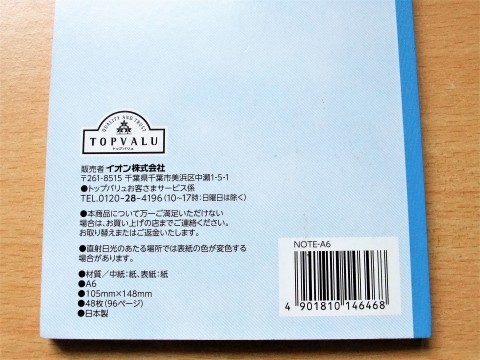 QUALITY AND TRUST
TOPVALU
トップバリュ
販売者 イオン株式会社
〒261-8515 千葉県千葉市美浜区中瀬1-5-1
●トップバリュお客さまサービス係
TEL.0120-28-4196(10~17時:日曜日は除く)
●本商品について万一ご満足いただけない
場合は、お買い上げの店までご連絡ください。
お取り替えまたはご返金いたします。
●直射日光のあたる場所では表紙の色が変色する
場合があります。
●材質/中紙:紙、表紙:紙
●A6
●105mm×148mm
●48枚(96ページ)
●日本製
NOTE-A6
4 901810 146468